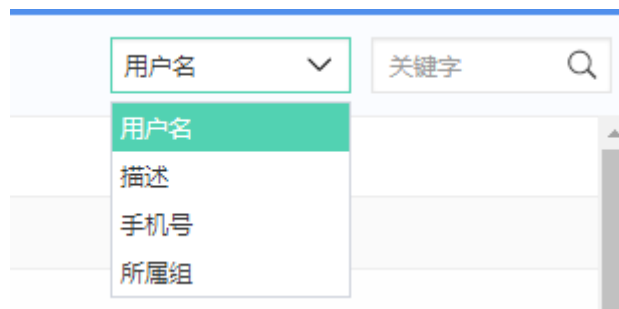 用户名 关键字
用户名
描述
手机号
所属组